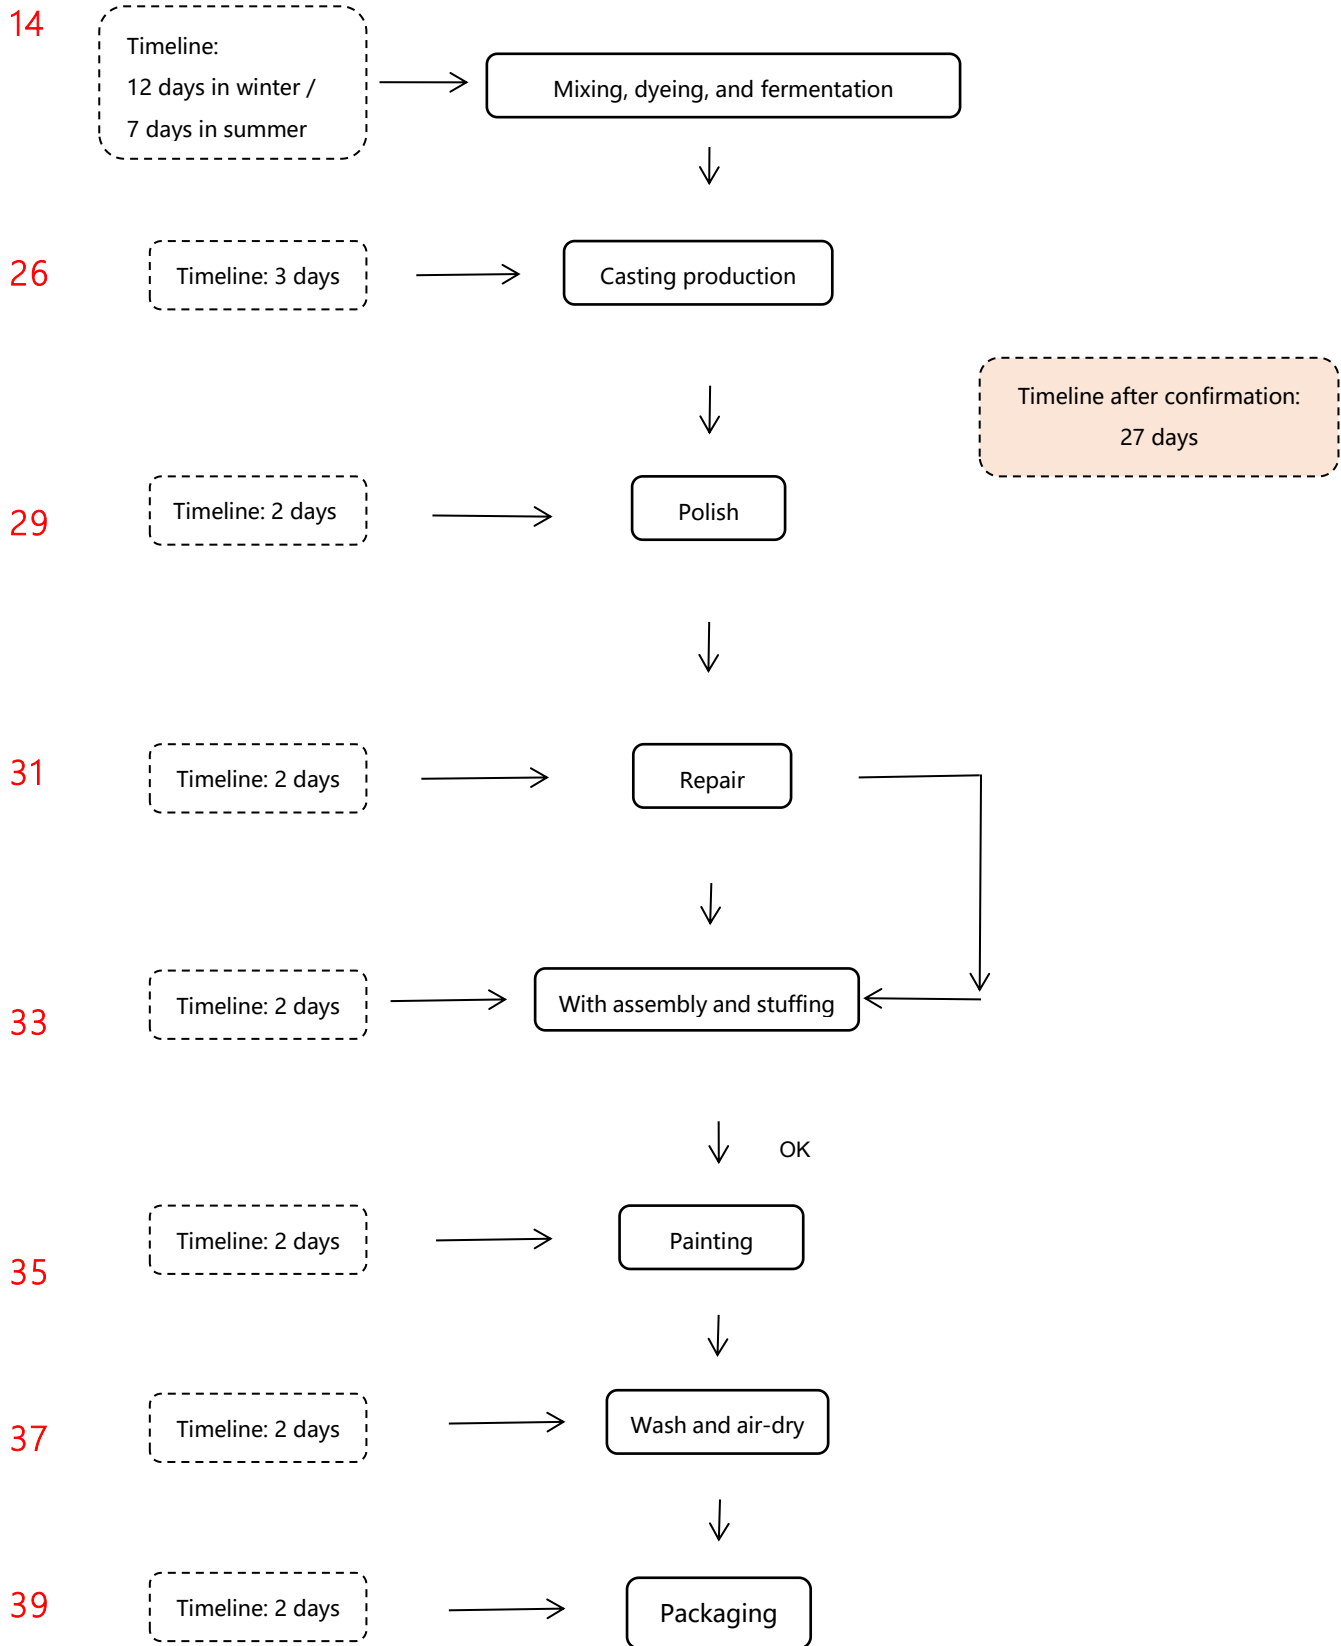 14
Timeline:
12 days in winter /
7 days in summer
Mixing, dyeing, and fermentation
26
Timeline: 3 days
Casting production
Timeline after confirmation:
27 days
29
Timeline: 2 days
Polish
31
Timeline: 2 days
Repair
33
Timeline: 2 days
With assembly and stuffing
OK
35
Timeline: 2 days
Painting
37
Timeline: 2 days
Wash and air-dry
39
Timeline: 2 days
Packaging